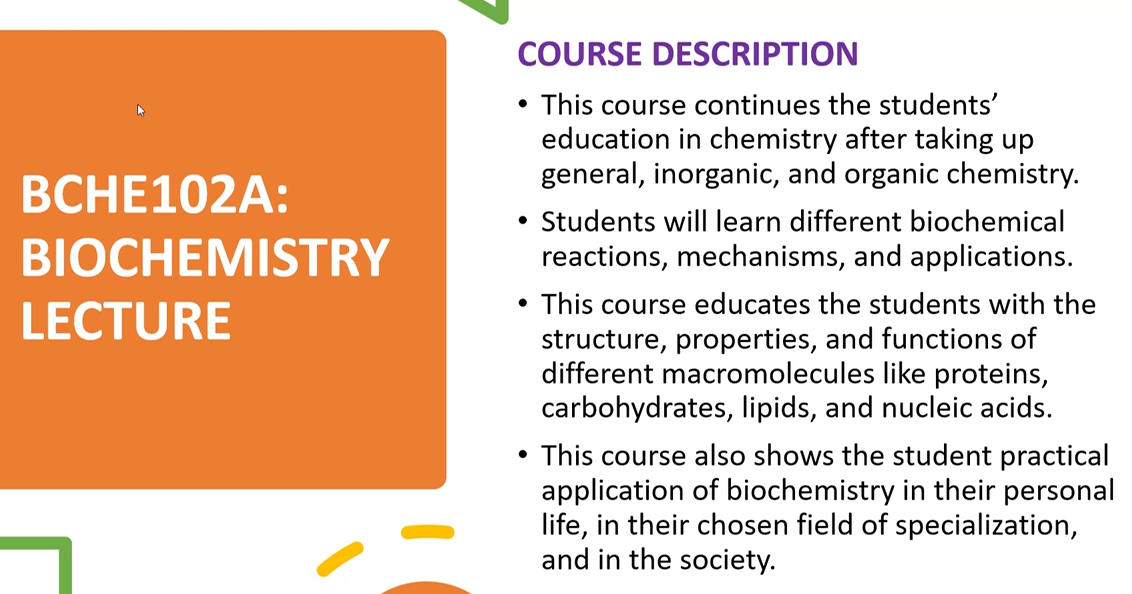 BCHE102A:
BIOCHEMISTRY
LECTURE
COURSE DESCRIPTION
• This course continues the students’
education in chemistry after taking up
general, inorganic, and organic chemistry.
• Students will learn different biochemical
reactions, mechanisms, and applications.
• This course educates the students with the
structure, properties, and functions of
different macromolecules like proteins,
carbohydrates, lipids, and nucleic acids.
• This course also shows the student practical
application of biochemistry in their personal
life, in their chosen field of specialization,
and in the society.